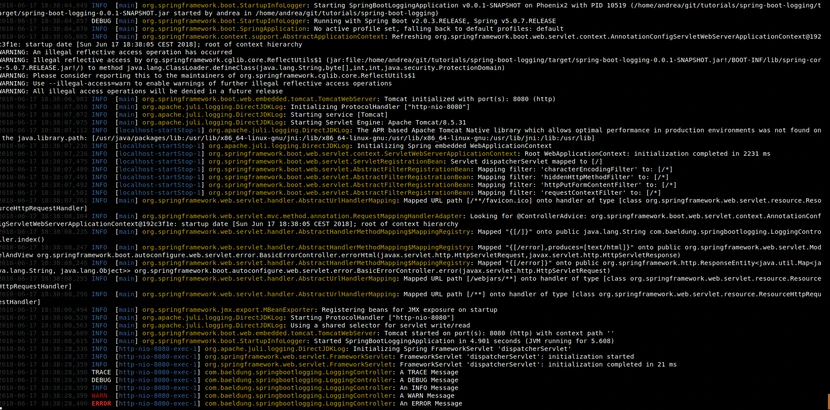 INFO [main] org.springframework.boot.StartupInfoLogger: Starting SpringBootLoggingApplication v0.0.1-SNAPSHOT on Phoenix2 with PID 10519 (/home/andrea/git/tutorials/spring-boot-logging/t
rget/spring-boot-logging-0.0.1-SNAPSHOT.jar started by andrea in /home/andrea/git/tutorials/spring-boot-logging)
DEBUG [main] org.springframework.boot.StartupInfoLogger: Running with Spring Boot v2.0.3.RELEASE, Spring v5.0.7.RELEASE
INFO [main] org.springframework.boot.SpringApplication: No active profile set, falling back to default profiles: default
INFO [main] org.springframework.context.support.AbstractApplicationContext: Refreshing org.springframework.boot.web.servlet.context.AnnotationConfigServletWebServerApplicationContext@192
c3f1e: startup date [Sun Jun 17 18:38:05 CEST 2018]; root of context hierarchy
WARNING: An illegal reflective access operation has occurred
WARNING: Illegal reflective access by org.springframework.cglib.core.ReflectUtils$1 (jar:file:/home/andrea/git/tutorials/spring-boot-logging/target/spring-boot-logging-0.0.1-SNAPSHOT.jar!/BOOT-INF/lib/spring-co
re-5.0.7.RELEASE.jar!/) to method java.lang.ClassLoader.defineClass(java.lang.String,byte[],int,int,java.security.ProtectionDomain)
WARNING: Please consider reporting this to the maintainers of org.springframework.cglib.core.ReflectUtils$1
WARNING: Use --illegal-access=warn to enable warnings of further illegal reflective access operations
WARNING: All illegal access operations will be denied in a future release
INFO [main] org.springframework.boot.web.embedded.tomcat.TomcatWebServer: Tomcat initialized with port(s): 8080 (http)
INFO [main] org.apache.juli.logging.DirectJDKLog: Initializing ProtocolHandler ["http-nio-8080"]
INFO [main] org.apache.juli.logging.DirectJDKLog: Starting service [Tomcat]
INFO [main] org.apache.juli.logging.DirectJDKLog: Starting Servlet Engine: Apache Tomcat/8.5.31
INFO [localhost-startStop-1] org.apache.juli.logging.DirectJDKLog: The APR based Apache Tomcat Native library which allows optimal performance in production environments was not found on
the java.library.path: [/usr/java/packages/lib:/usr/lib/x86_64-linux-gnu/jni:/lib/x86_64-linux-gnu:/usr/lib/x86_64-linux-gnu:/usr/lib/jni:/lib:/usr/lib]
INFO [localhost-startStop-1] org.apache.juli.logging.DirectJDKLog: Initializing Spring embedded WebApplicationContext
INFO [localhost-startStop-1] org.springframework.boot.web.servlet.context.ServletWebServerApplicationContext: Root WebApplicationContext: initialization completed in 2231 ms
INFO [localhost-startStop-1] org.springframework.boot.web.servlet.ServletRegistrationBean: Servlet dispatcherServlet mapped to [/]
INFO [localhost-startStop-1] org.springframework.boot.web.servlet.AbstractFilterRegistrationBean: Mapping filter: 'characterEncodingFilter' to: [/*]
INFO [localhost-startStop-1] org.springframework.boot.web.servlet.AbstractFilterRegistrationBean: Mapping filter: 'hiddenHttpMethodFilter' to: [/*]
INFO [localhost-startStop-1] org.springframework.boot.web.servlet.AbstractFilterRegistrationBean: Mapping filter: 'httpPutFormContentFilter' to: [/*]
INFO [localhost-startStop-1] org.springframework.boot.web.servlet.AbstractFilterRegistrationBean: Mapping filter: 'requestContextFilter' to: [/*]
INFO [main] org.springframework.web.servlet.handler.AbstractUrlHandlerMapping: Mapped URL path [/**/favicon.ico] onto handler of type [class org.springframework.web.servlet.resource.Reso
urceHttpRequestHandler]
INFO [main] org.springframework.web.servlet.mvc.method.annotation.RequestMappingHandlerAdapter: Looking for @ControllerAdvice: org.springframework.boot.web.servlet.context.AnnotationConf
igServletWebServerApplicationContext@192c3f1e: startup date [Sun Jun 17 18:38:05 CEST 2018]; root of context hierarchy
INFO [main] org.springframework.web.servlet.handler.AbstractHandlerMethodMapping$MappingRegistry: Mapped "{[/]}" onto public java.lang.String com.baeldung.springbootlogging.LoggingContro
ller.index()
INFO [main] org.springframework.web.servlet.handler.AbstractHandlerMethodMapping$MappingRegistry: Mapped "{[/error],produces=[text/html]}" onto public org.springframework.web.servlet.Mod
elAndView org.springframework.boot.autoconfigure.web.servlet.error.BasicErrorController.errorHtml(javax.servlet.http.HttpServletRequest,javax.servlet.http.HttpServletResponse)
INFO [main] org.springframework.web.servlet.handler.AbstractHandlerMethodMapping$MappingRegistry: Mapped "{[/error]}" onto public org.springframework.http.ResponseEntity<java.util.Map<ja
va.lang.String, java.lang.Object>> org.springframework.boot.autoconfigure.web.servlet.error.BasicErrorController.error(javax.servlet.http.HttpServletRequest)
INFO [main] org.springframework.web.servlet.handler.AbstractUrlHandlerMapping: Mapped URL path [/webjars/**] onto handler of type [class org.springframework.web.servlet.resource.Resource
HttpRequestHandler]
INFO [main] org.springframework.web.servlet.handler.AbstractUrlHandlerMapping: Mapped URL path [/**] onto handler of type [class org.springframework.web.servlet.resource.ResourceHttpRequ
estHandler]
INFO [main] org.springframework.jmx.export.MBeanExporter: Registering beans for JMX exposure on startup
INFO [main] org.apache.juli.logging.DirectJDKLog: Starting ProtocolHandler ["http-nio-8080"]
INFO [main] org.apache.juli.logging.DirectJDKLog: Using a shared selector for servlet write/read
INFO [main] org.springframework.boot.web.embedded.tomcat.TomcatWebServer: Tomcat started on port(s): 8080 (http) with context path ''
INFO [main] org.springframework.boot.StartupInfoLogger: Started SpringBootLoggingApplication in 4.901 seconds (JVM running for 5.608)
INFO [http-nio-8080-exec-1] org.apache.juli.logging.DirectJDKLog: Initializing Spring FrameworkServlet 'dispatcherServlet'
INFO [http-nio-8080-exec-1] org.springframework.web.servlet.FrameworkServlet: FrameworkServlet 'dispatcherServlet': initialization started
INFO [http-nio-8080-exec-1] org.springframework.web.servlet.FrameworkServlet: FrameworkServlet 'dispatcherServlet': initialization completed in 21 ms
TRACE [http-nio-8080-exec-1] com.baeldung.springbootlogging.LoggingController: A TRACE Message
DEBUG [http-nio-8080-exec-1] com.baeldung.springbootlogging.LoggingController: A DEBUG Message
INFO [http-nio-8080-exec-1] com.baeldung.springbootlogging.LoggingController: An INFO Message
WARN [http-nio-8080-exec-1] com.baeldung.springbootlogging.LoggingController: A WARN Message
ERROR [http-nio-8080-exec-1] com.baeldung.springbootlogging.LoggingController: An ERROR Message